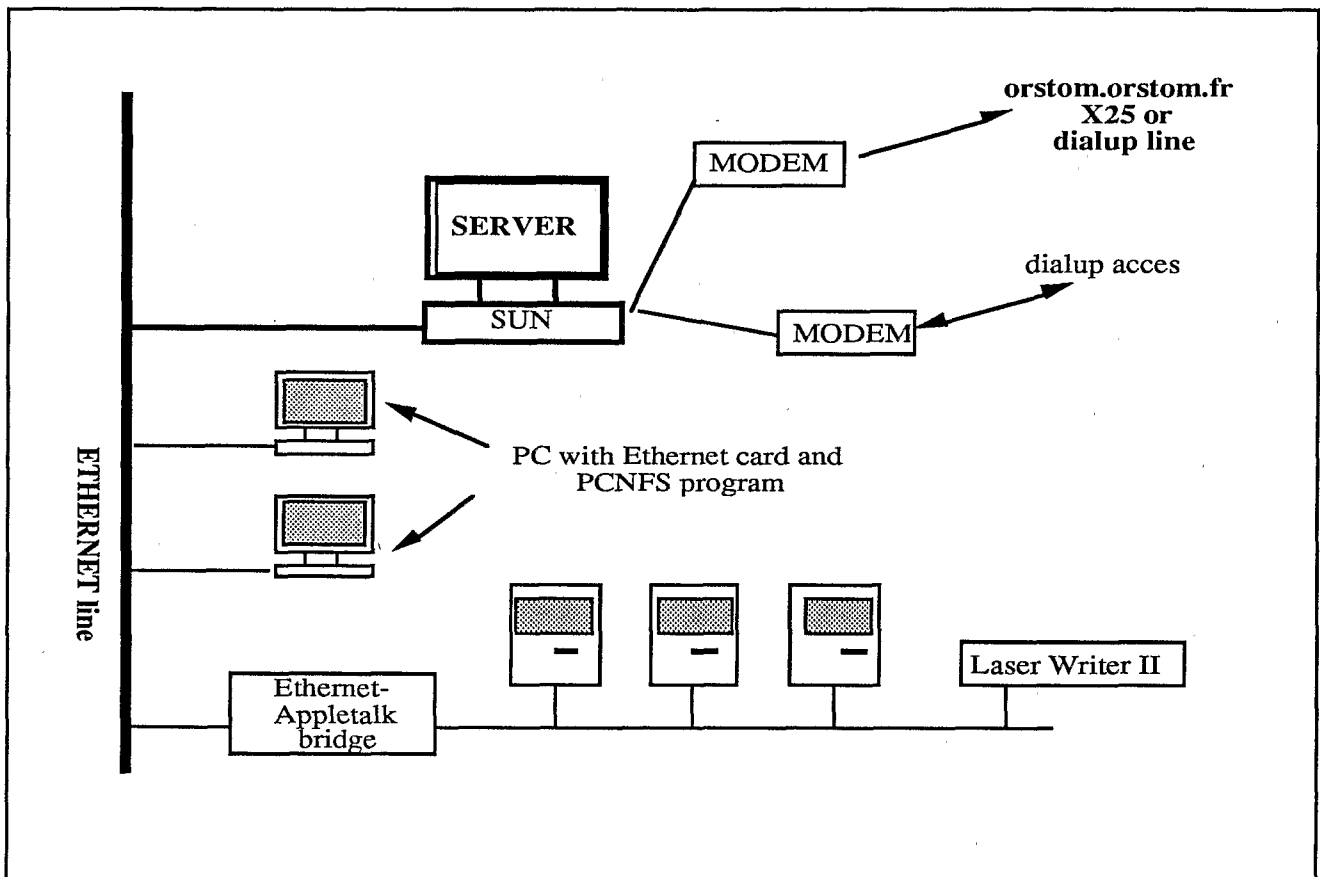 orstom.orstom.fr
X25 or
dialup line
MODEM
SERVER
SUN
dialup acces
MODEM
PC with Ethernet card and
PCNFS program
ETHERNET line
Laser Writer II
Ethernet-
Appletalk
bridge